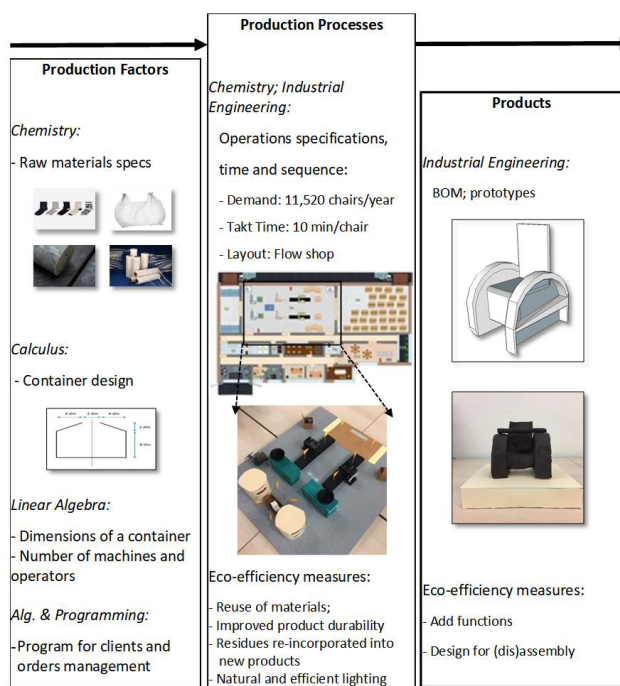 Production Factors
Chemistry:
- Raw materials specs
Calculus:
- Container design
Linear Algebra:
- Dimensions of a container
- Number of machines and
operators
Alg. & Programming:
- Program for clients and
orders management
Production Processes
Chemistry; Industrial
Engineering:
Operations specifications,
time and sequence:
- Demand: 11,520 chairs/year
- Takt Time: 10 min/chair
- Layout: Flow shop
Eco-efficiency measures:
- Reuse of materials;
- Improved product durability
- Residues re-incorporated into
new products
- Natural and efficient lighting
Products
Industrial Engineering:
BOM; prototypes
Eco-efficiency measures:
- Add functions
- Design for (dis)assembly